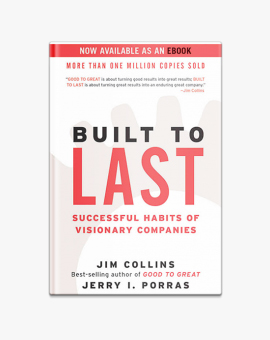 NOW AVAILABLE AS AN EBOOK
MORE THAN ONE MILLION COPIES SOLD
"GOOD TO GREAT is about turning good results into great results; BUILT
TO LAST is about turning great results into an enduring great company."
—Jim Collins
BUILT TO
LAST
SUCCESSFUL HABITS OF
VISIONARY COMPANIES
JIM COLLINS
Best-selling author of GOOD TO GREAT
JERRY I. PORRAS